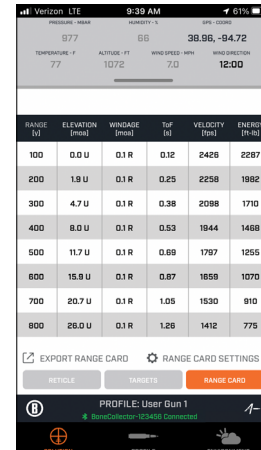 Verizon LTE 9:39 AM 61%
PRESSURE - MBAR HUMIDITY - % GPS - COORD
977 66 38.96, -94.72
TEMPERATURE - F ALTITUDE - FT WIND SPEED - MPH WIND DIRECTION
77 1072 7.0 12:00
RANGE ELEVATION WINDAGE ToF VELOCITY ENERGY
[y] [moa] [moa] [s] [fps] [ft-lb]
100 0.0 U 0.1 R 0.12 2426 2287
200 1.9 U 0.1 R 0.25 2258 1982
300 4.7 U 0.1 R 0.38 2098 1710
400 8.0 U 0.1 R 0.53 1944 1468
500 11.7 U 0.1 R 0.69 1797 1255
600 15.9 U 0.1 R 0.87 1659 1070
700 20.7 U 0.1 R 1.05 1530 910
800 26.0 U 0.1 R 1.26 1412 775
EXPORT RANGE CARD RANGE CARD SETTINGS
RETICLE TARGETS RANGE CARD
B PROFILE: User Gun 1
BoneCollector-123456 Connected